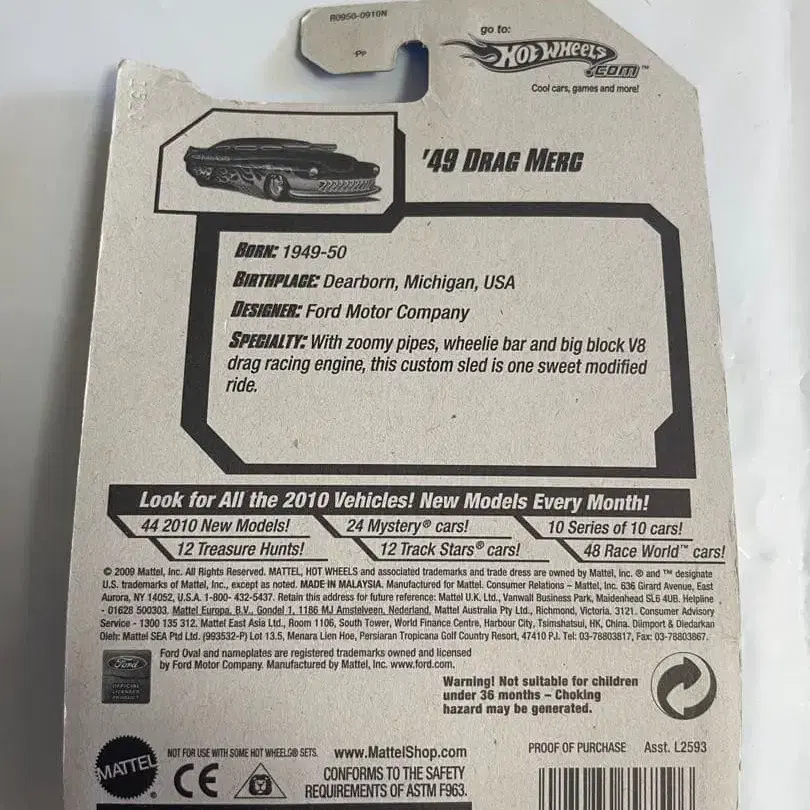 R0950-0910N
PP
go to:
HOT WHEELS
.COM™
Cool cars, games and more!
'49 DRAG MERC
BORN: 1949-50
BIRTHPLACE: Dearborn, Michigan, USA
DESIGNER: Ford Motor Company
SPECIALTY: With zoomy pipes, wheelie bar and big block V8
drag racing engine, this custom sled is one sweet modified
ride.
Look for All the 2010 Vehicles! New Models Every Month!
44 2010 New Models! 24 Mystery® cars! 10 Series of 10 cars!
12 Treasure Hunts! 12 Track Stars® cars! 48 Race World™ cars!
© 2009 Mattel, Inc. All Rights Reserved. MATTEL, HOT WHEELS and associated trademarks and trade dress are owned by Mattel, Inc. ® and ™ designate
U.S. trademarks of Mattel, Inc., except as noted. MADE IN MALAYSIA. Manufactured for Mattel. Consumer Relations – Mattel, Inc. 636 Girard Avenue, East
Aurora, NY 14052, U.S.A. 1-800- 432-5437. Retain this address for future reference: Mattel U.K. Ltd., Vanwall Business Park, Maidenhead SL6 4UB. Helpline
- 01628 500303. Mattel Europa, B.V., Gondel 1, 1186 MJ Amstelveen, Nederland. Mattel Australia Pty Ltd., Richmond, Victoria. 3121. Consumer Advisory
Service - 1300 135 312. Mattel East Asia Ltd., Room 1106, South Tower, World Finance Centre, Harbour City, Tsimshatsui, HK, China. Diimport & Diedarkan
Oleh: Mattel SEA Ptd Ltd. (993532-P) Lot 13.5, Menara Lien Hoe, Persiaran Tropicana Golf Country Resort, 47410 PJ. Tel: 03-78803817, Fax: 03-78803867.
Ford
OFFICIAL
LICENSED
PRODUCT
Ford Oval and nameplates are registered trademarks owned and licensed
by Ford Motor Company. Manufactured by Mattel, Inc. www.ford.com.
Warning! Not suitable for children
under 36 months – Choking
hazard may be generated.
MATTEL
NOT FOR USE WITH SOME HOT WHEELS® SETS.
CE
www.MattelShop.com
CONFORMS TO THE SAFETY
REQUIREMENTS OF ASTM F963.
PROOF OF PURCHASE Asst. L2593